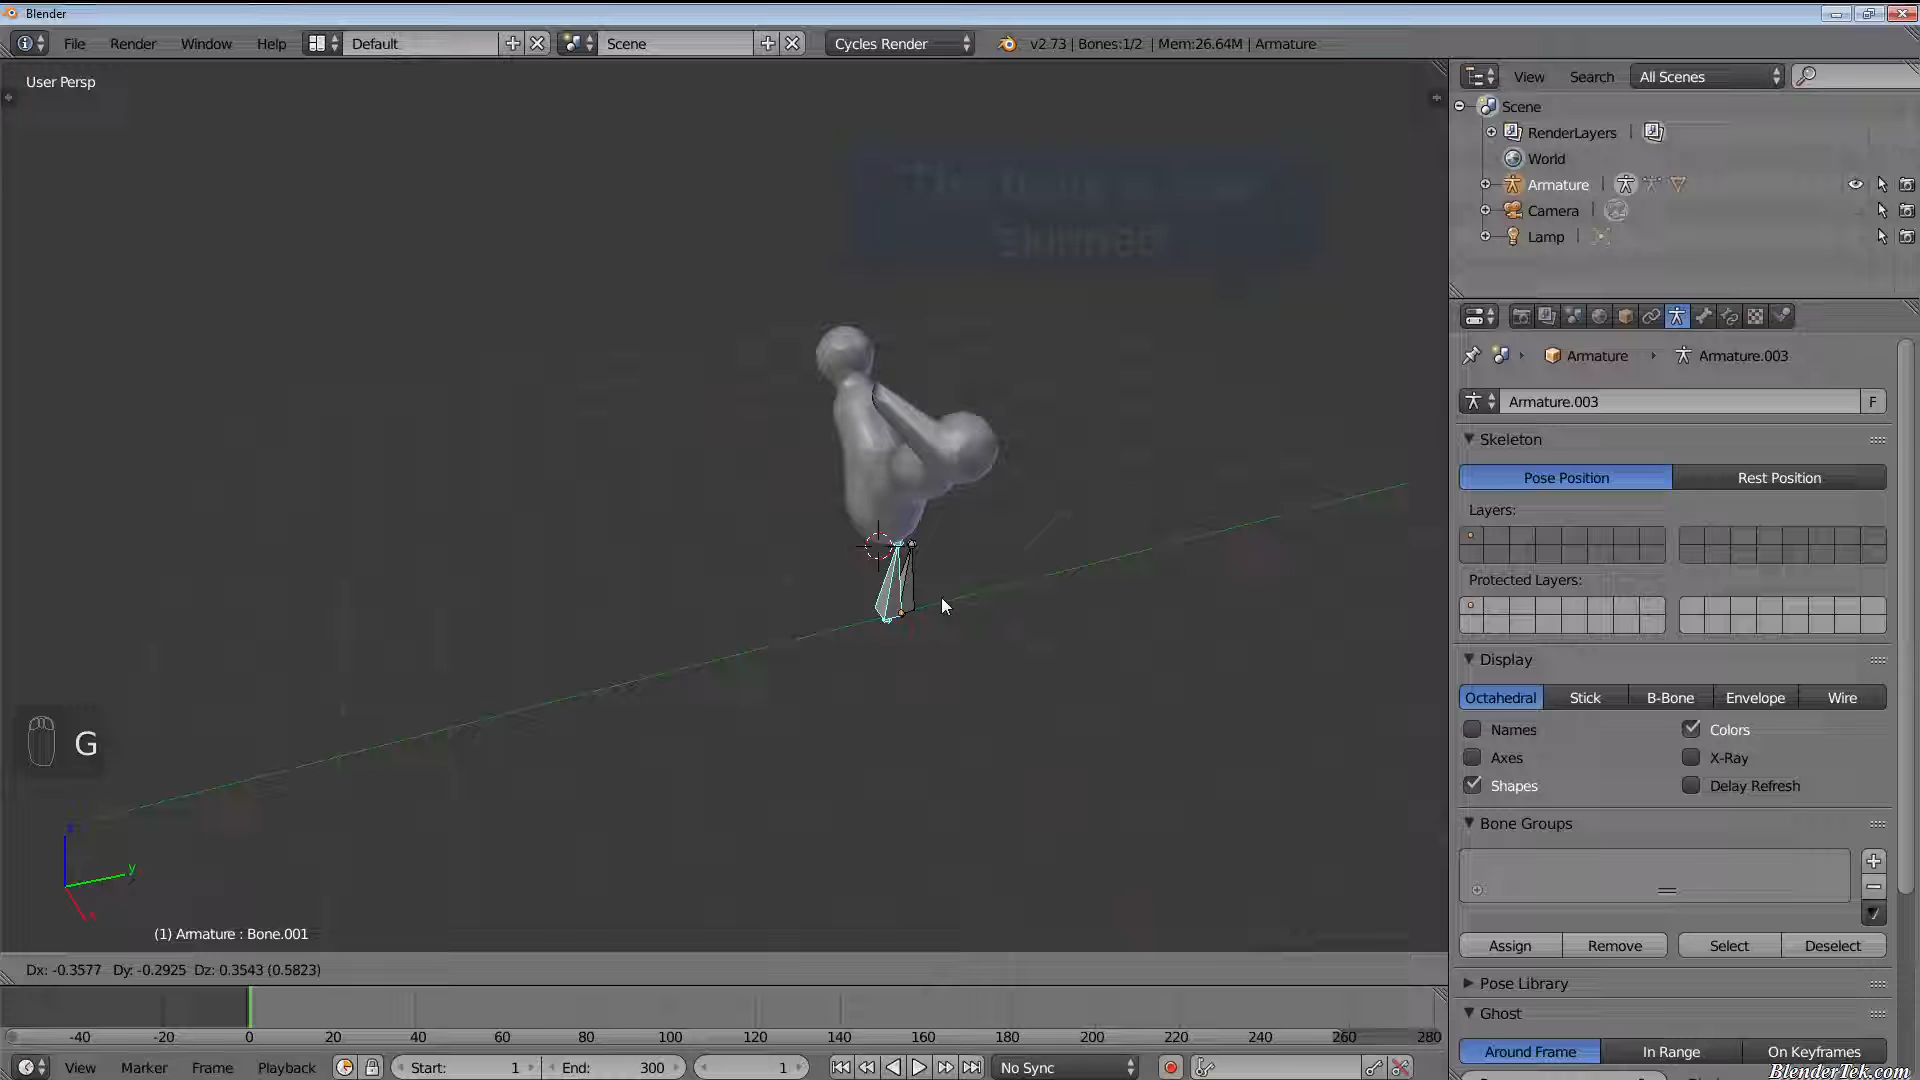 Blender
File Render Window Help Default Scene Cycles Render v2.73 | Bones:1/2 | Mem:26.64M | Armature
User Persp
View Search All Scenes
Scene
RenderLayers
World
Armature
Camera
Lamp
Armature Armature.003
Armature.003 F
Skeleton
Pose Position Rest Position
Layers:
Protected Layers:
Display
Octahedral Stick B-Bone Envelope Wire
Names Colors
Axes X-Ray
Shapes Delay Refresh
Bone Groups
G
y
x
(1) Armature : Bone.001
Assign Remove Select Deselect
Dx: -0.3577 Dy: -0.2925 Dz: 0.3543 (0.5823)
Pose Library
Ghost
-40 -20 0 20 40 60 80 100 120 140 160 180 200 220 240 260 280
Around Frame In Range On Keyframes
View Marker Frame Playback Start: 1 End: 300 1 No Sync
BlenderTek.com